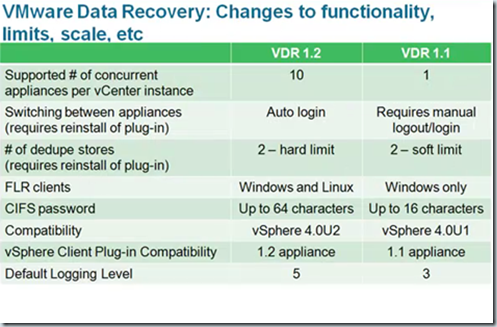 VMware Data Recovery: Changes to functionality,
limits, scale, etc
VDR 1.2 VDR 1.1
Supported # of concurrent
appliances per vCenter instance
10 1
Switching between appliances
(requires reinstall of plug-in)
Auto login Requires manual
logout/login
# of dedupe stores
(requires reinstall of plug-in)
2 – hard limit 2 – soft limit
FLR clients Windows and Linux Windows only
CIFS password Up to 64 characters Up to 16 characters
Compatibility vSphere 4.0U2 vSphere 4.0U1
vSphere Client Plug-in Compatibility 1.2 appliance 1.1 appliance
Default Logging Level 5 3